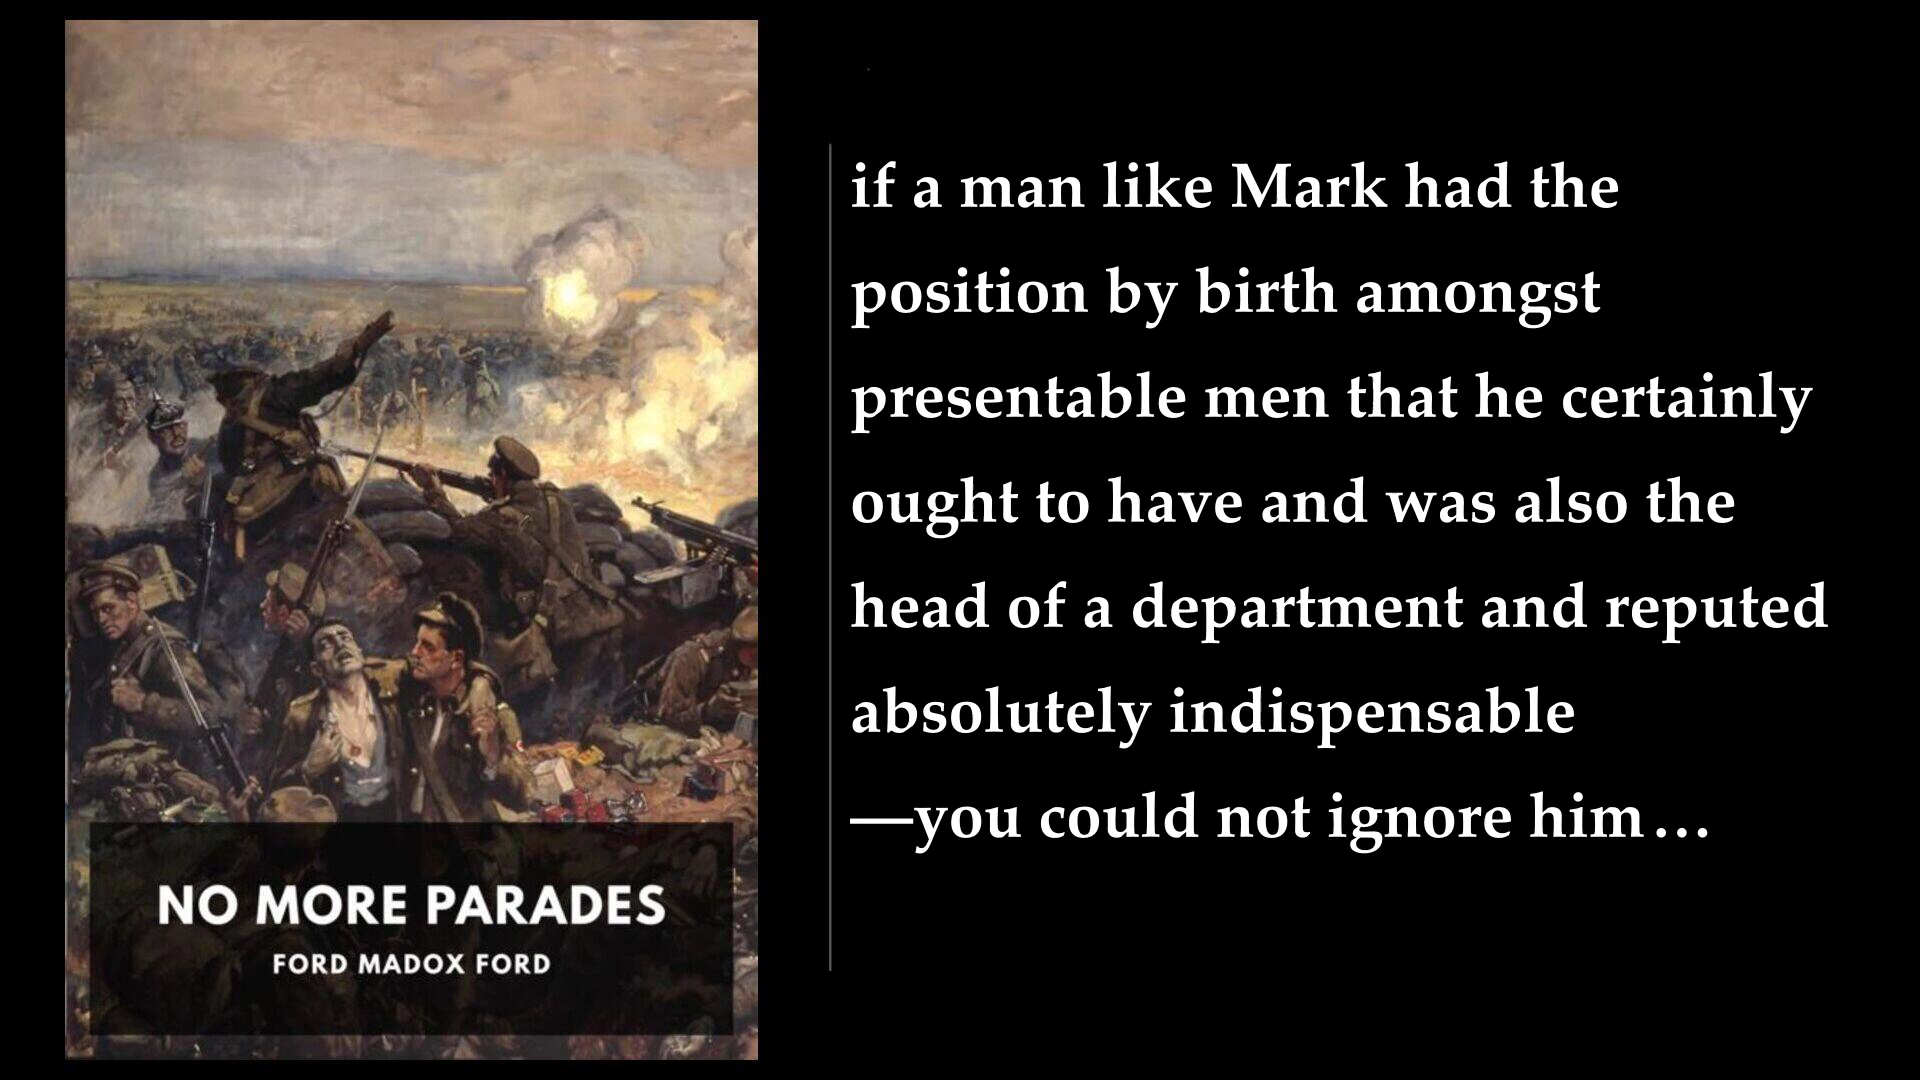 NO MORE PARADES
FORD MADOX FORD
if a man like Mark had the
position by birth amongst
presentable men that he certainly
ought to have and was also the
head of a department and reputed
absolutely indispensable
—you could not ignore him…